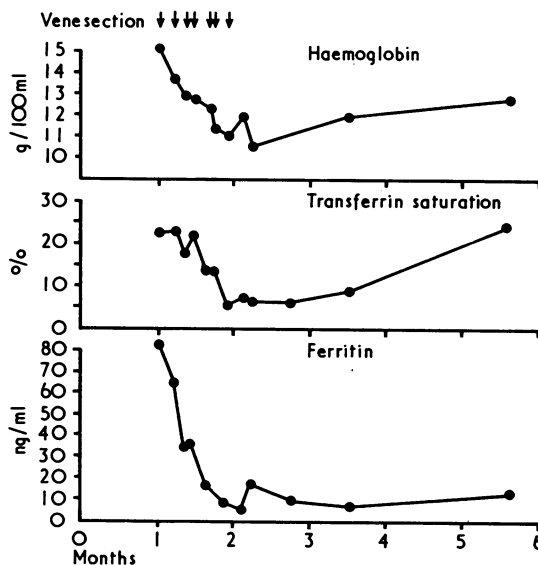 Venesection
Haemoglobin
g/100ml
15
14
13
12
11
10
Transferrin saturation
%
30
20
10
0
Ferritin
ng/ml
80
70
60
50
40
30
20
10
0
0 1 2 3 4 5 6
Months